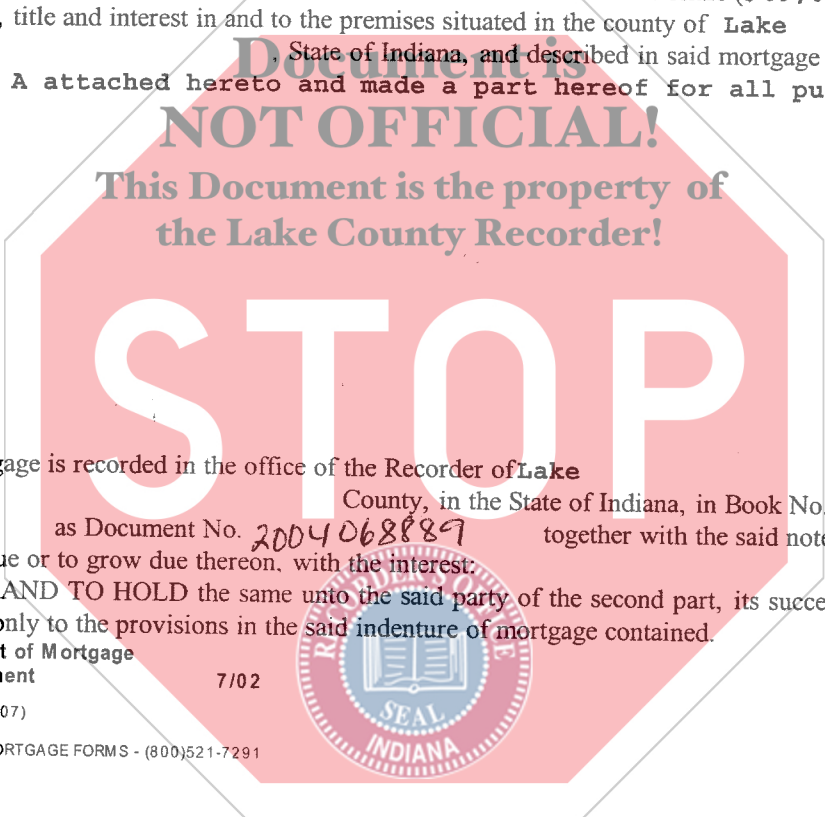 , title and interest in and to the premises situated in the county of Lake
, State of Indiana, and described in said mortgage
A attached hereto and made a part hereof for all pu
Document is
NOT OFFICIAL!
This Document is the property of
the Lake County Recorder!
STOP
gage is recorded in the office of the Recorder of Lake
County, in the State of Indiana, in Book No.
as Document No. 2004 068889 together with the said note
ue or to grow due thereon, with the interest:
AND TO HOLD the same unto the said party of the second part, its succe
only to the provisions in the said indenture of mortgage contained.
t of Mortgage
ent 7/02
07)
ORTGAGE FORMS - (800)521-7291
RECORDER'S OFFICE
SEAL
INDIANA